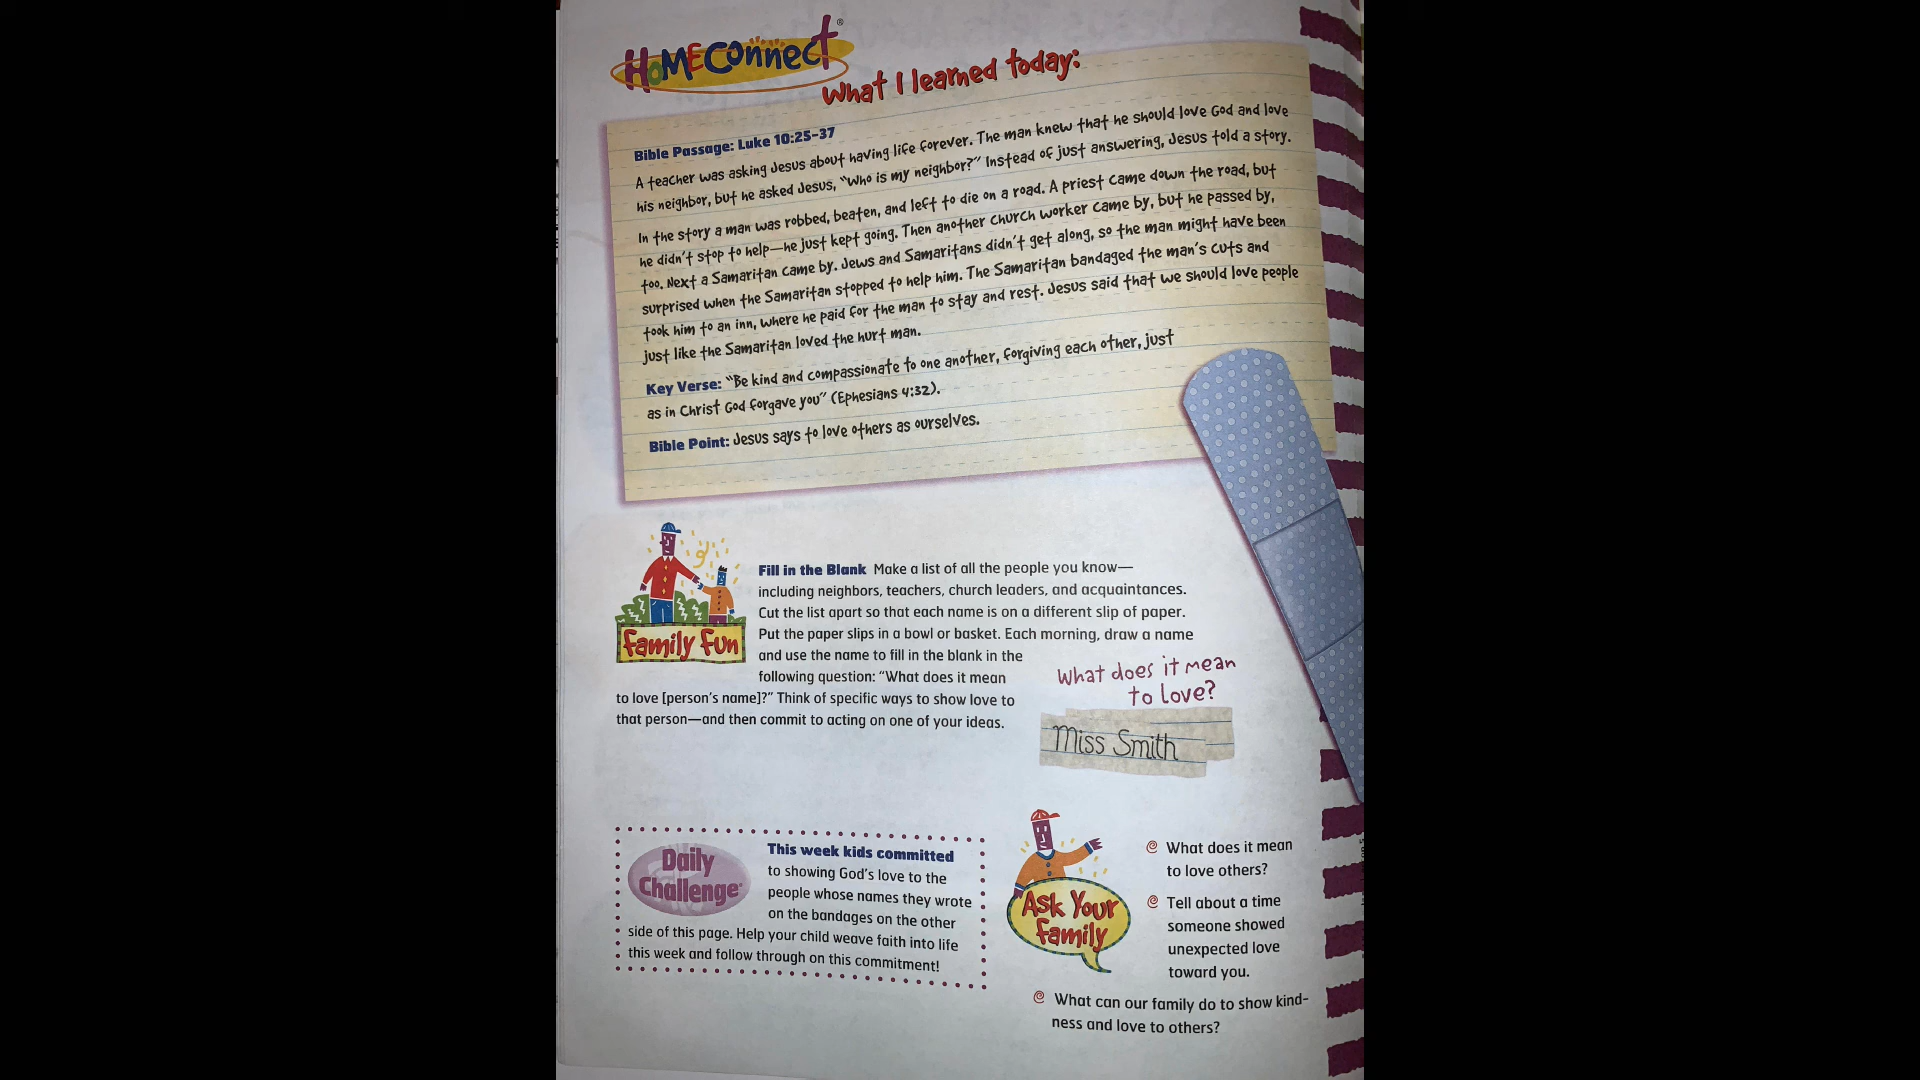 HOMECONNECT®
What I learned today:
Bible Passage: Luke 10:25–37
A teacher was asking Jesus about having life forever. The man knew that he should love God and love
his neighbor, but he asked Jesus, "Who is my neighbor?" Instead of just answering, Jesus told a story.
In the story a man was robbed, beaten, and left to die on a road. A priest came down the road, but
he didn't stop to help—he just kept going. Then another church worker came by, but he passed by,
too. Next a Samaritan came by. Jews and Samaritans didn't get along, so the man might have been
surprised when the Samaritan stopped to help him. The Samaritan bandaged the man's cuts and
took him to an inn, where he paid for the man to stay and rest. Jesus said that we should love people
just like the Samaritan loved the hurt man.
Key Verse: "Be kind and compassionate to one another, forgiving each other, just
as in Christ God forgave you" (Ephesians 4:32).
Bible Point: Jesus says to love others as ourselves.
Family Fun
Fill in the Blank Make a list of all the people you know—
including neighbors, teachers, church leaders, and acquaintances.
Cut the list apart so that each name is on a different slip of paper.
Put the paper slips in a bowl or basket. Each morning, draw a name
and use the name to fill in the blank in the
following question: "What does it mean
to love [person's name]?" Think of specific ways to show love to
that person—and then commit to acting on one of your ideas.
What does it mean
to love?
Miss Smith
Daily
Challenge®
This week kids committed
to showing God's love to the
people whose names they wrote
on the bandages on the other
side of this page. Help your child weave faith into life
this week and follow through on this commitment!
Ask Your
Family
What does it mean
to love others?
Tell about a time
someone showed
unexpected love
toward you.
What can our family do to show kind-
ness and love to others?